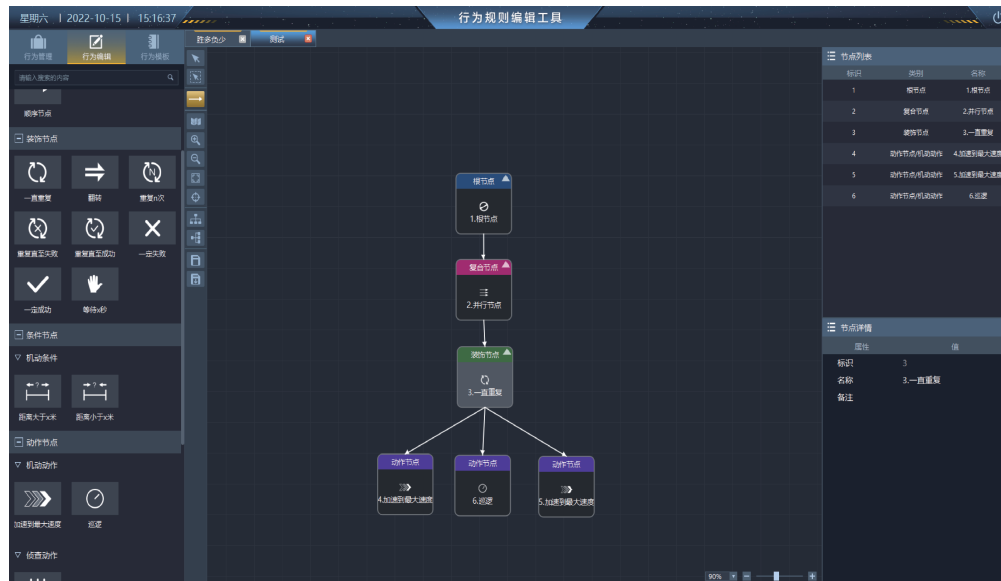 星期六 | 2022-10-15 | 15:16:37
行为规则编辑工具
行为管理 行为编辑 行为模板
胜多负少 测试
请输入搜索的内容
顺序节点
装饰节点
一直重复 翻转 重复n次
重复直至失败 重复直至成功 一定失败
一定成功 等待x秒
条件节点
机动条件
距离大于x米 距离小于x米
动作节点
机动动作
加速到最大速度 巡逻
侦查动作
根节点
1.根节点
复合节点
2.并行节点
装饰节点
3.一直重复
动作节点 动作节点 动作节点
4.加速到最大速度 6.巡逻 5.加速到最大速度
90%
节点列表
标识 类别 名称
1 根节点 1.根节点
2 复合节点 2.并行节点
3 装饰节点 3.一直重复
4 动作节点/机动动作 4.加速到最大速度
5 动作节点/机动动作 5.加速到最大速度
6 动作节点/机动动作 6.巡逻
节点详情
属性 值
标识 3
名称 3.一直重复
备注